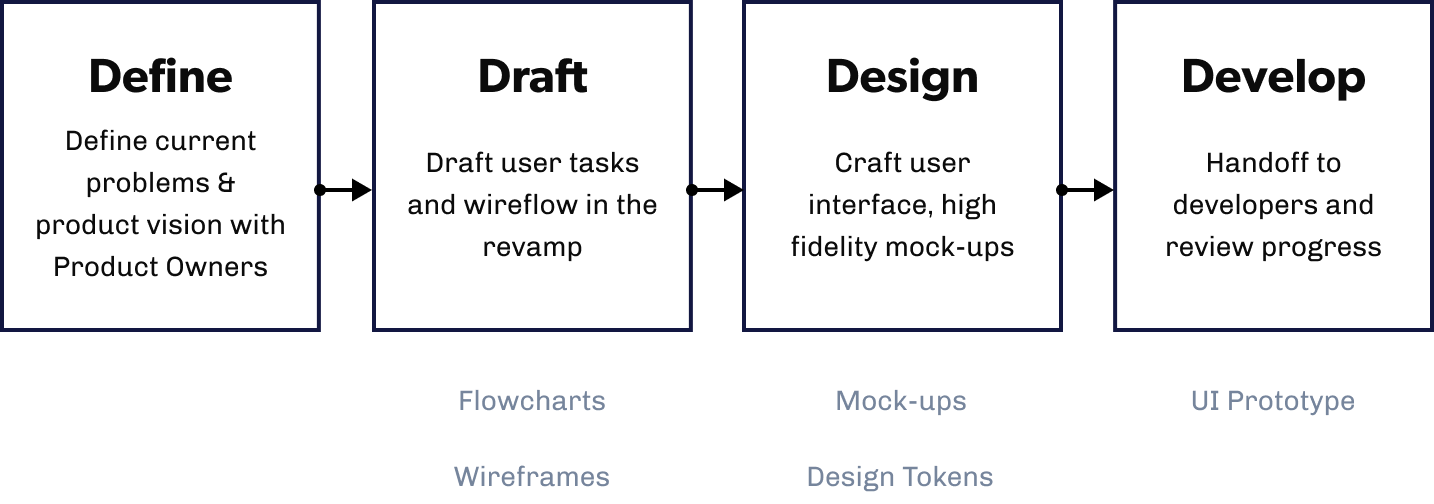 Define
Define current
problems &
product vision with
Product Owners
Draft
Draft user tasks
and wireflow in the
revamp
Design
Craft user
interface, high
fidelity mock-ups
Develop
Handoff to
developers and
review progress
Flowcharts
Wireframes
Mock-ups
Design Tokens
UI Prototype